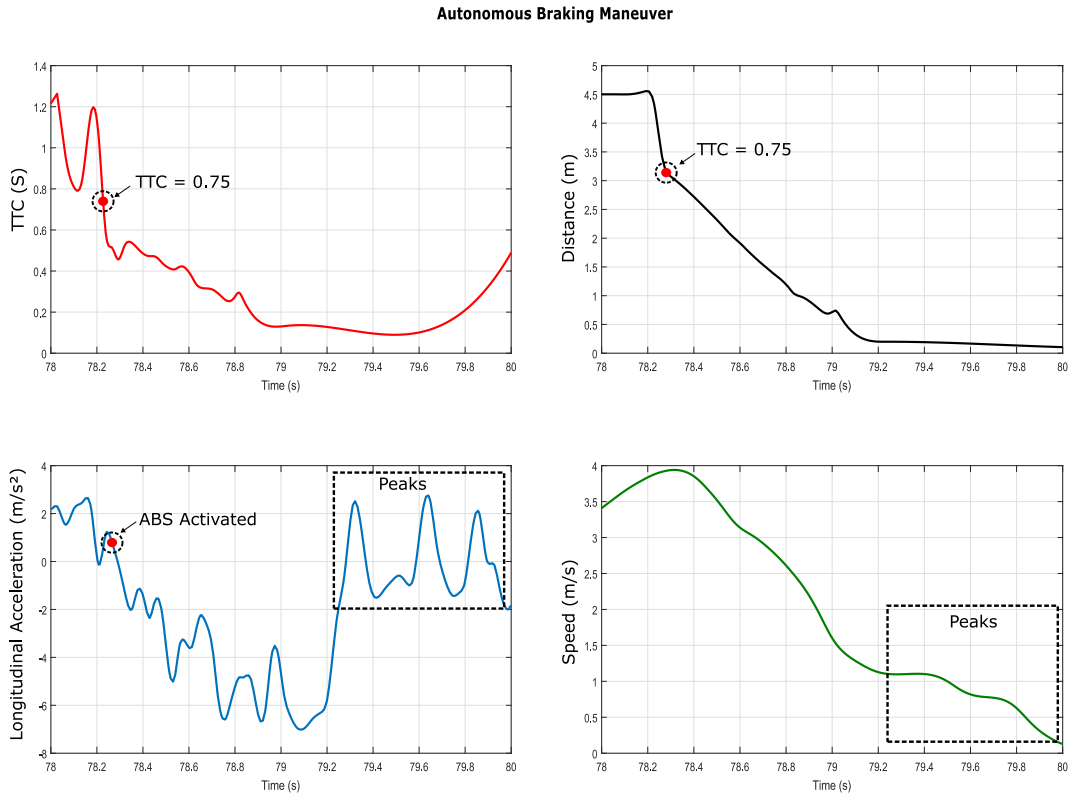 Autonomous Braking Maneuver
TTC (S)
1.4
1.2
1
0.8
0.6
0.4
0.2
0
TTC = 0.75
78 78.2 78.4 78.6 78.8 79 79.2 79.4 79.6 79.8 80
Time (s)
Distance (m)
5
4.5
4
3.5
3
2.5
2
1.5
1
0.5
0
TTC = 0.75
78 78.2 78.4 78.6 78.8 79 79.2 79.4 79.6 79.8 80
Time (s)
Longitudinal Acceleration (m/s²)
4
2
0
-2
-4
-6
-8
ABS Activated
Peaks
78 78.2 78.4 78.6 78.8 79 79.2 79.4 79.6 79.8 80
Time (s)
Speed (m/s)
4
3.5
3
2.5
2
1.5
1
0.5
0
Peaks
78 78.2 78.4 78.6 78.8 79 79.2 79.4 79.6 79.8 80
Time (s)